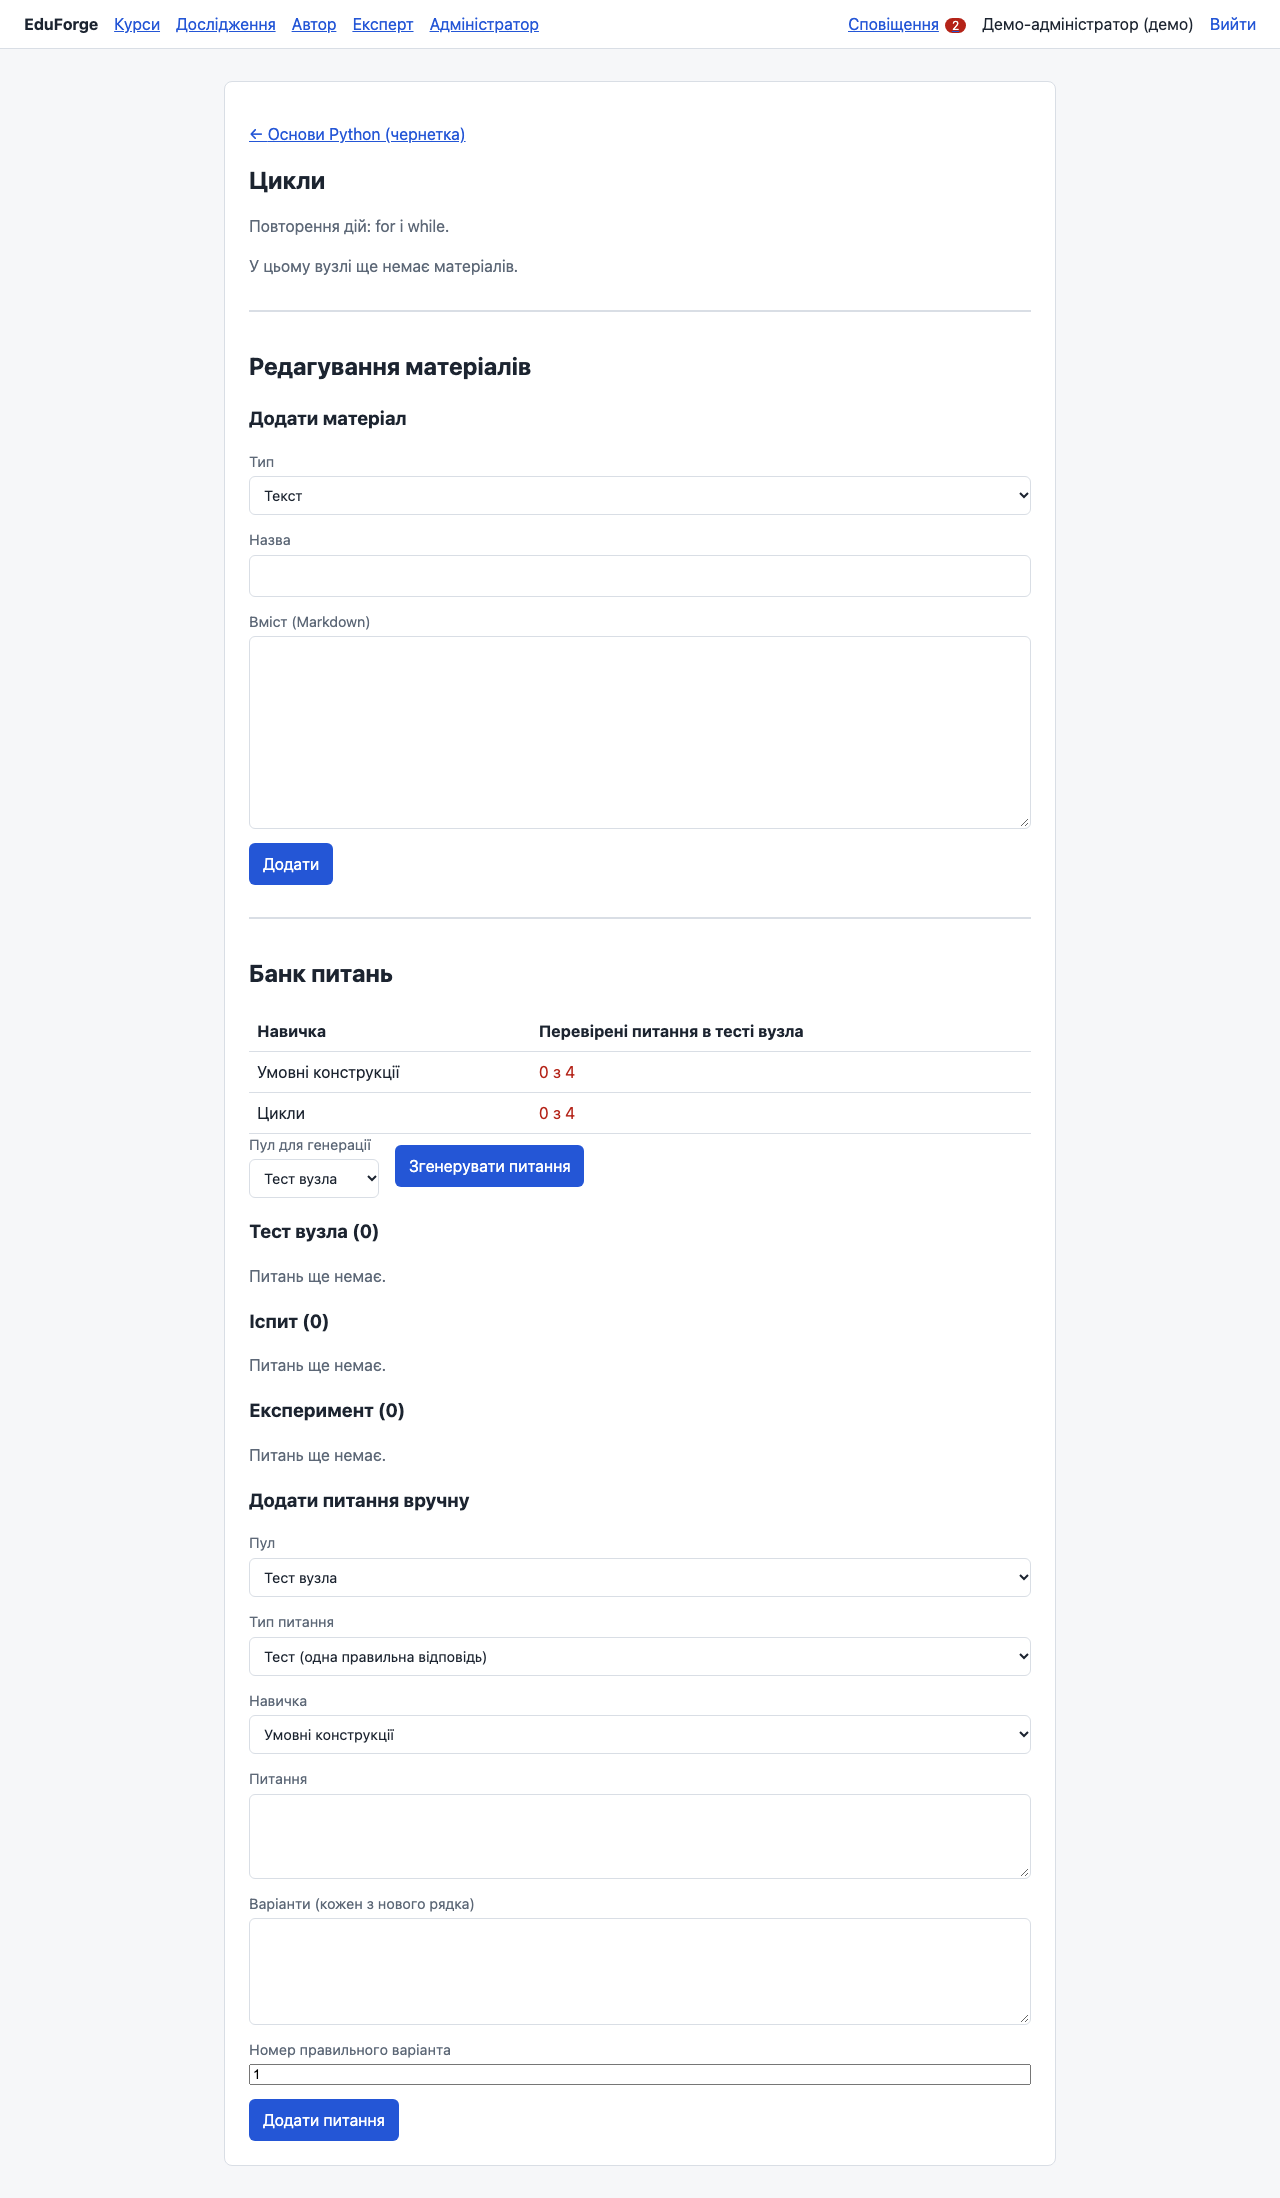 EduForge Курси Дослідження Автор Експерт Адміністратор Сповіщення 2 Демо-адміністратор (демо) Вийти
← Основи Python (чернетка)
Цикли
Повторення дій: for і while.
У цьому вузлі ще немає матеріалів.
Редагування матеріалів
Додати матеріал
Тип
Текст
Назва
Вміст (Markdown)
Додати
Банк питань
Навичка Перевірені питання в тесті вузла
Умовні конструкції 0 з 4
Цикли 0 з 4
Пул для генерації
Тест вузла Згенерувати питання
Тест вузла (0)
Питань ще немає.
Іспит (0)
Питань ще немає.
Експеримент (0)
Питань ще немає.
Додати питання вручну
Пул
Тест вузла
Тип питання
Тест (одна правильна відповідь)
Навичка
Умовні конструкції
Питання
Варіанти (кожен з нового рядка)
Номер правильного варіанта
1
Додати питання